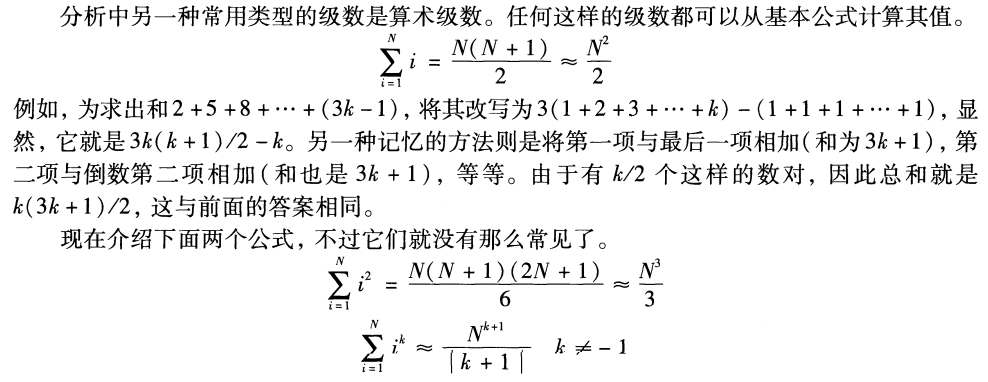 分析中另一种常用类型的级数是算术级数。任何这样的级数都可以从基本公式计算其值。
$\sum_{i=1}^{N} i = \frac{N(N+1)}{2} \approx \frac{N^2}{2}$
例如，为求出和2+5+8+…+(3k-1)，将其改写为3(1+2+3+…+k)-(1+1+1+…+1)，显
然，它就是3k(k+1)/2-k。另一种记忆的方法则是将第一项与最后一项相加(和为3k+1)，第
二项与倒数第二项相加(和也是3k+1)，等等。由于有k/2个这样的数对，因此总和就是
k(3k+1)/2，这与前面的答案相同。
现在介绍下面两个公式，不过它们就没有那么常见了。
$\sum_{i=1}^{N} i^2 = \frac{N(N+1)(2N+1)}{6} \approx \frac{N^3}{3}$
$\sum_{i=1}^{N} i^k \approx \frac{N^{k+1}}{|k+1|} \quad k \neq -1$